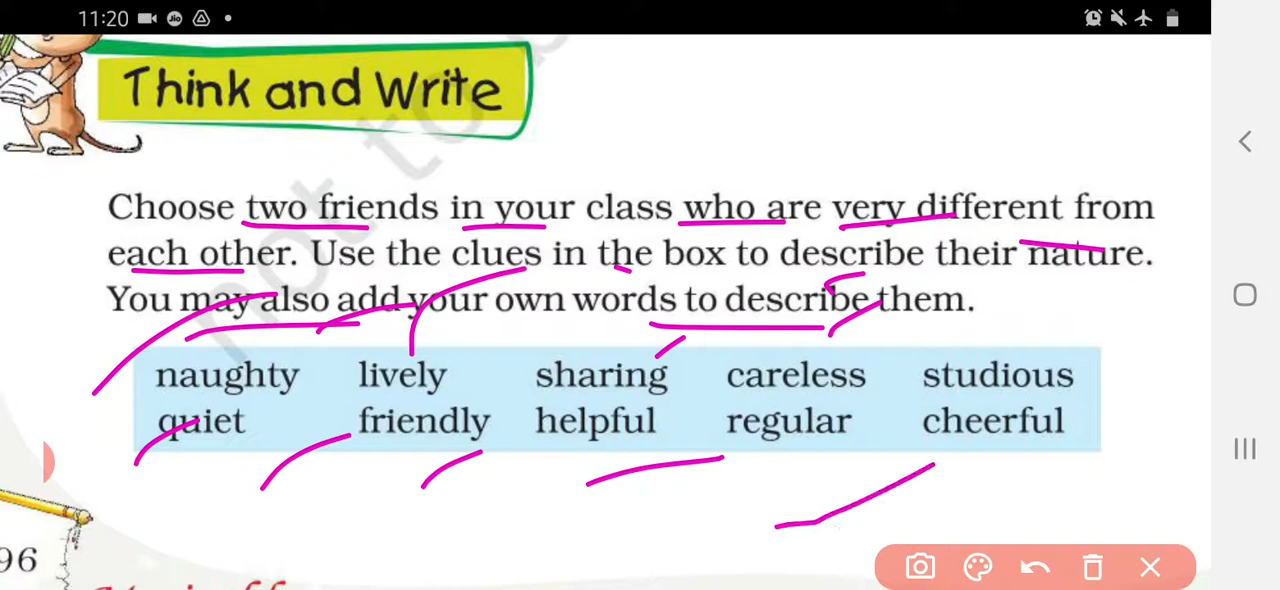 11:20
Think and Write
not to b
Choose two friends in your class who are very different from
each other. Use the clues in the box to describe their nature.
You may also add your own words to describe them.
naughty lively sharing careless studious
quiet friendly helpful regular cheerful
96